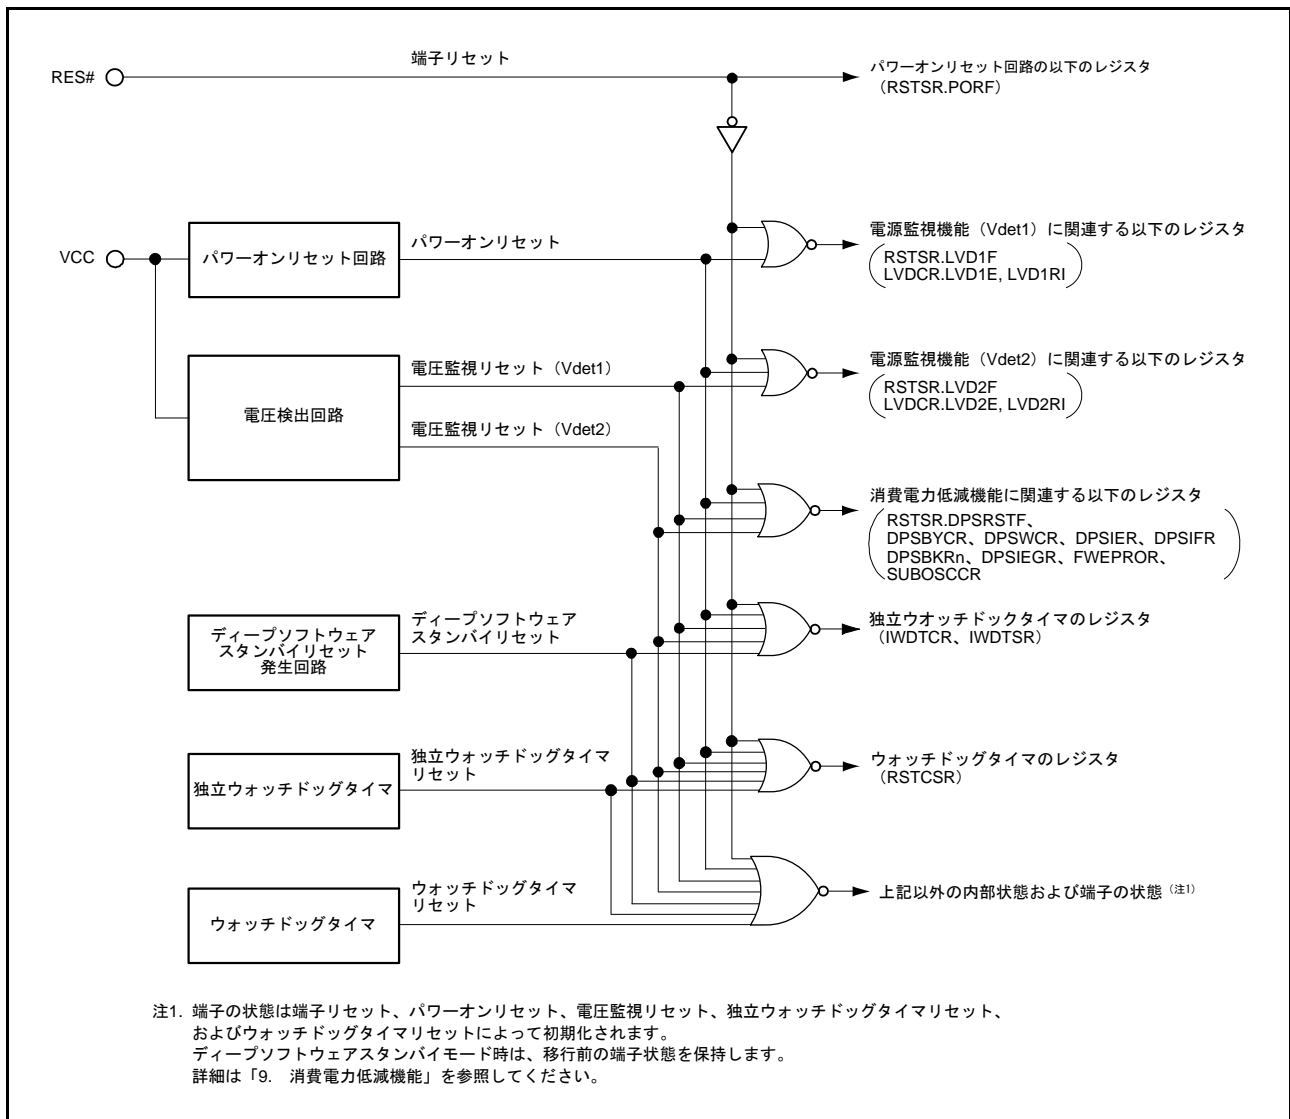 端子リセット
RES#
パワーオンリセット回路の以下のレジスタ
（RSTSR.PORF）
VCC
パワーオンリセット回路
パワーオンリセット
電源監視機能（Vdet1）に関連する以下のレジスタ
RSTSR.LVD1F
LVDCR.LVD1E, LVD1RI
電圧検出回路
電圧監視リセット（Vdet1）
電圧監視リセット（Vdet2）
電源監視機能（Vdet2）に関連する以下のレジスタ
RSTSR.LVD2F
LVDCR.LVD2E, LVD2RI
消費電力低減機能に関連する以下のレジスタ
RSTSR.DPSRSTF、
DPSBYCR、DPSWCR、DPSIER、DPSIFR
DPSBKRn、DPSIEGR、FWEPROR、
SUBOSCCR
ディープソフトウェア
スタンバイリセット
発生回路
ディープソフトウェア
スタンバイリセット
独立ウオッチドックタイマのレジスタ
（IWDTCR、IWDTSR）
独立ウォッチドッグタイマ
独立ウォッチドッグタイマ
リセット
ウォッチドッグタイマのレジスタ
（RSTCSR）
ウォッチドッグタイマ
ウォッチドッグタイマ
リセット
上記以外の内部状態および端子の状態（注1）
注1. 端子の状態は端子リセット、パワーオンリセット、電圧監視リセット、独立ウォッチドッグタイマリセット、
およびウォッチドッグタイマリセットによって初期化されます。
ディープソフトウェアスタンバイモード時は、移行前の端子状態を保持します。
詳細は「9. 消費電力低減機能」を参照してください。